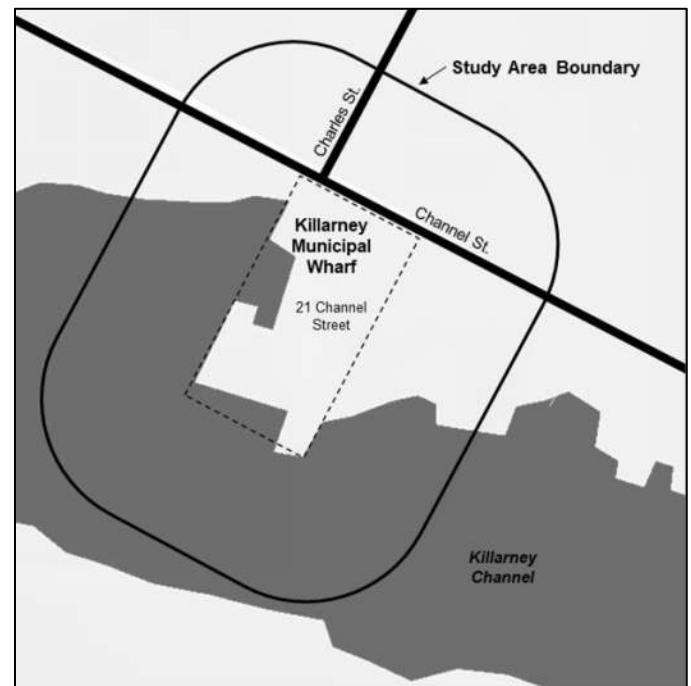 Study Area Boundary
Charles St.
Channel St.
Killarney
Municipal
Wharf
21 Channel
Street
Killarney
Channel